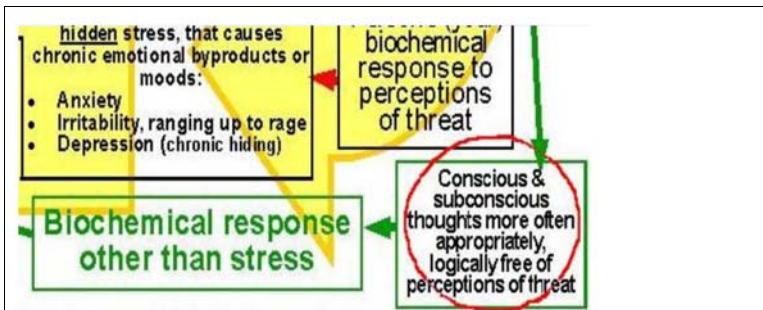 hidden stress, that causes
chronic emotional byproducts or
moods:
• Anxiety
• Irritability, ranging up to rage
• Depression (chronic hiding)
biochemical
response to
perceptions
of threat
Conscious &
subconscious
thoughts more often
appropriately,
logically free of
perceptions of threat
Biochemical response
other than stress